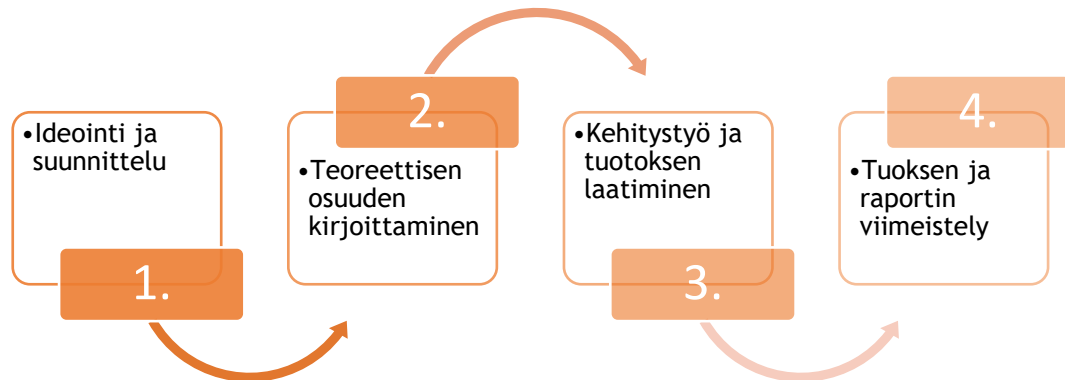 •Ideointi ja
suunnittelu
1.
2.
•Teoreettisen
osuuden
kirjoittaminen
•Kehitystyö ja
tuotoksen
laatiminen
3.
4.
•Tuoksen ja
raportin
viimeistely